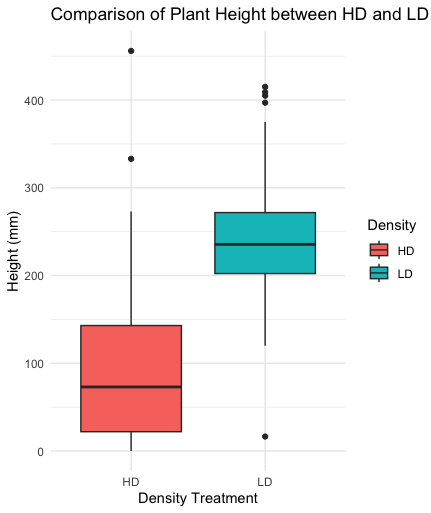 Comparison of Plant Height between HD and LD
Height (mm)
400
300
200
100
0
HD
LD
Density Treatment
Density
HD
LD